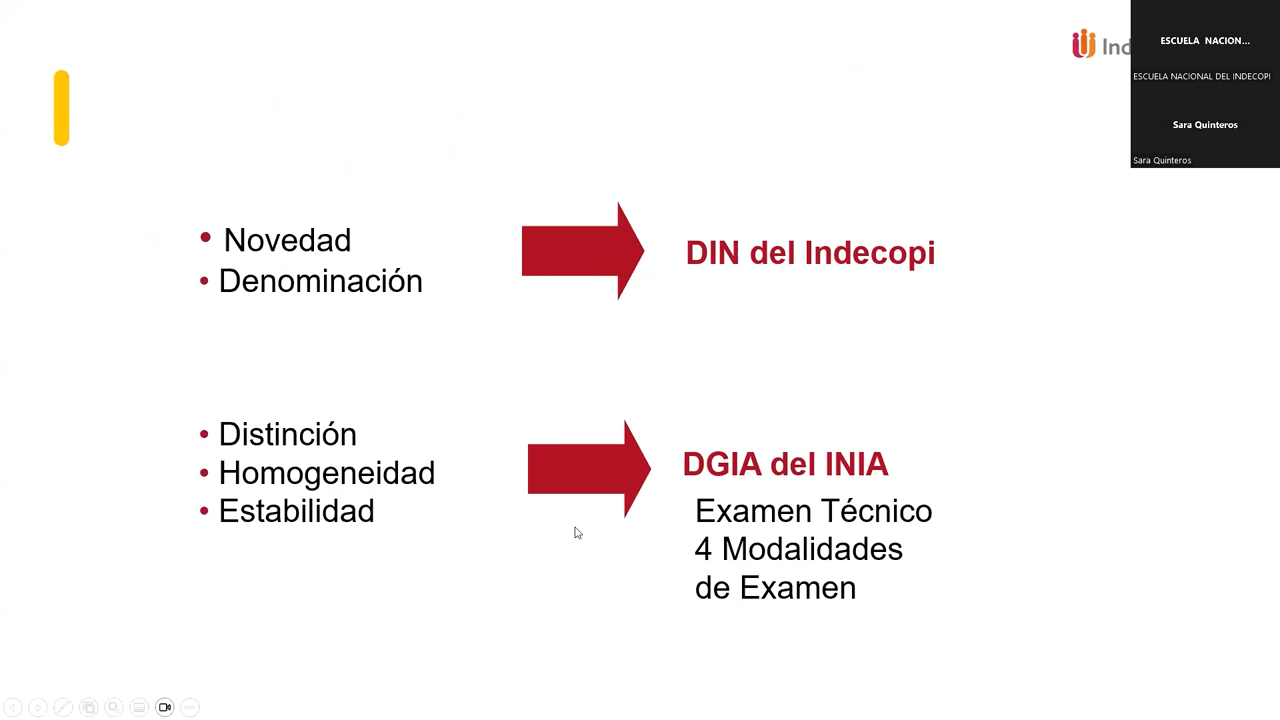 Ind
ESCUELA NACION...
ESCUELA NACIONAL DEL INDECOPI
Sara Quinteros
Sara Quinteros
• Novedad
• Denominación
DIN del Indecopi
• Distinción
• Homogeneidad
• Estabilidad
DGIA del INIA
Examen Técnico
4 Modalidades
de Examen